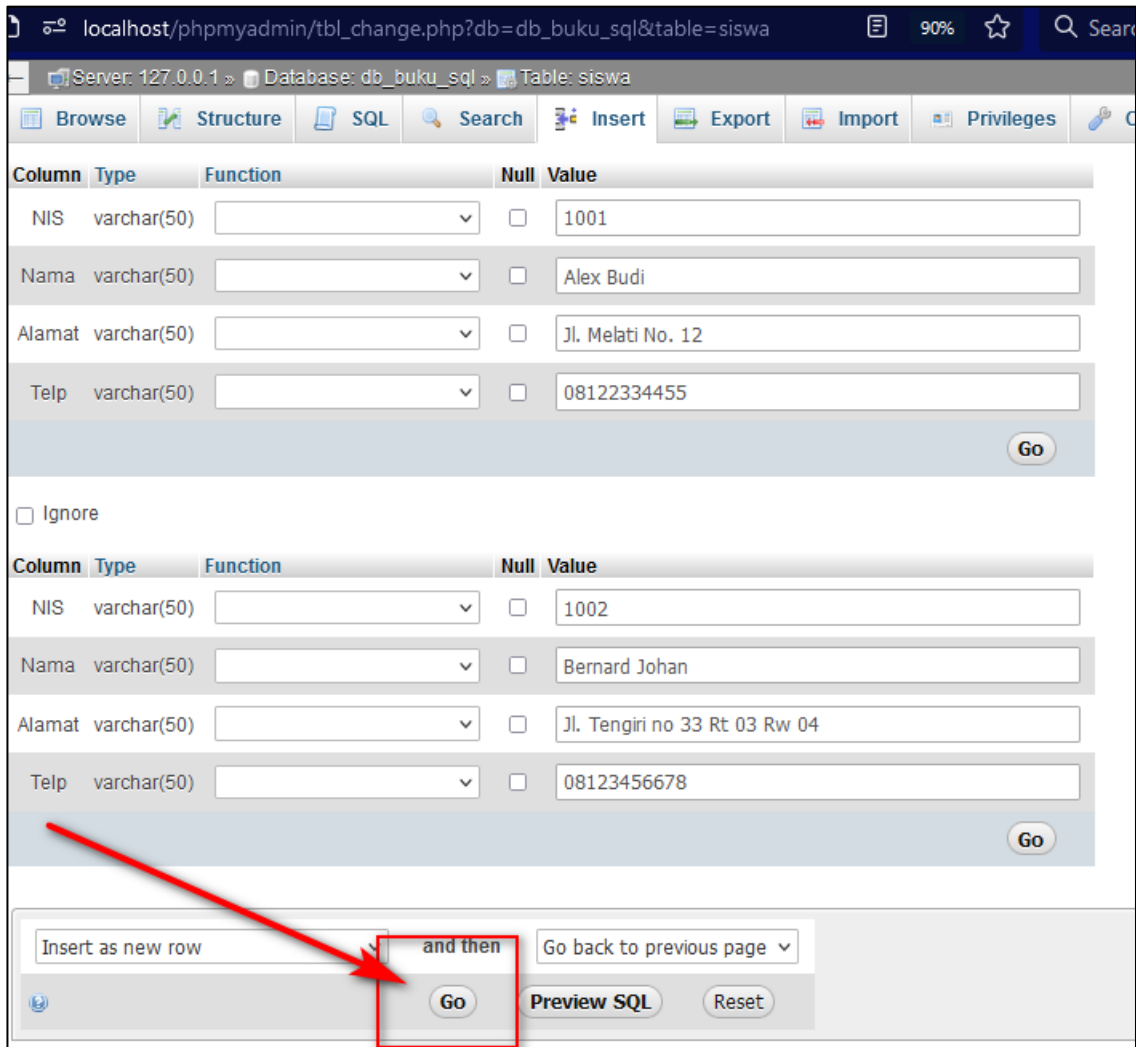 localhost/phpmyadmin/tbl_change.php?db=db_buku_sql&table=siswa 90% Searc
Server: 127.0.0.1 » Database: db_buku_sql » Table: siswa
Browse Structure SQL Search Insert Export Import Privileges
Column Type Function Null Value
NIS varchar(50) 1001
Nama varchar(50) Alex Budi
Alamat varchar(50) Jl. Melati No. 12
Telp varchar(50) 08122334455
Go
Ignore
Column Type Function Null Value
NIS varchar(50) 1002
Nama varchar(50) Bernard Johan
Alamat varchar(50) Jl. Tengiri no 33 Rt 03 Rw 04
Telp varchar(50) 08123456678
Go
Insert as new row and then Go back to previous page
Go Preview SQL Reset